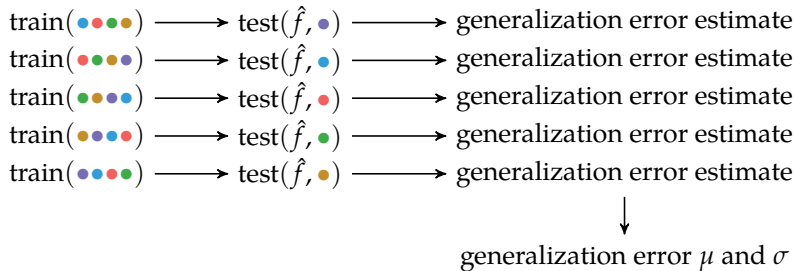 train(●●●●) → test(f̂, ●) → generalization error estimate
train(●●●●) → test(f̂, ●) → generalization error estimate
train(●●●●) → test(f̂, ●) → generalization error estimate
train(●●●●) → test(f̂, ●) → generalization error estimate
train(●●●●) → test(f̂, ●) → generalization error estimate
generalization error μ and σ